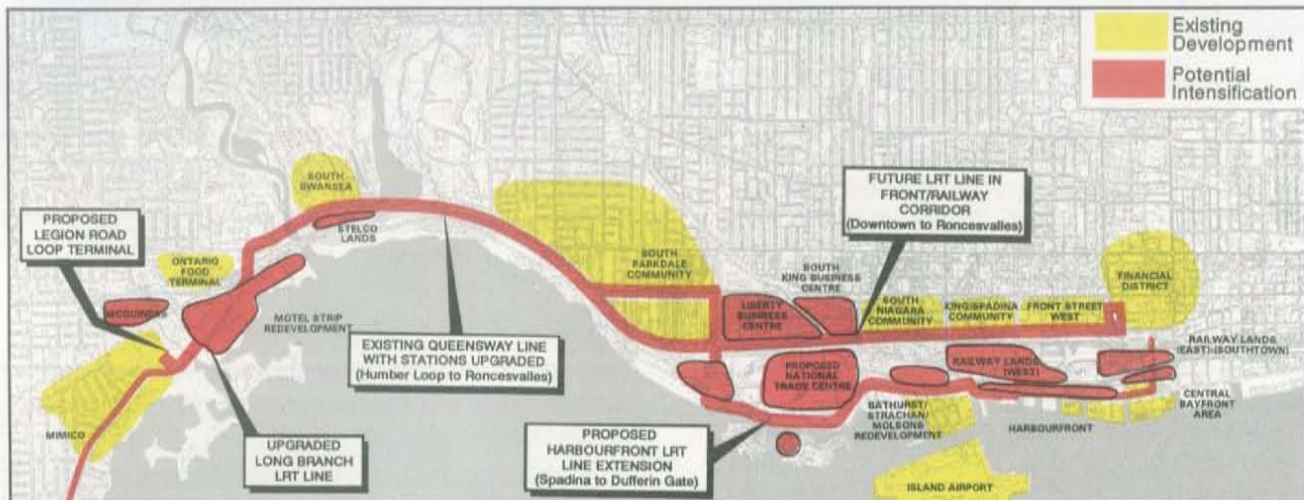 Existing
Development
Potential
Intensification
SOUTH
SWANSEA
STELCO
LANDS
PROPOSED
LEGION ROAD
LOOP TERMINAL
ONTARIO
FOOD
TERMINAL
MCGUINESS
MOTEL STRIP
REDEVELOPMENT
MIMICO
UPGRADED
LONG BRANCH
LRT LINE
EXISTING QUEENSWAY LINE
WITH STATIONS UPGRADED
(Humber Loop to Roncesvalles)
SOUTH
PARKDALE
COMMUNITY
FUTURE LRT LINE IN
FRONT/RAILWAY
CORRIDOR
(Downtown to Roncesvalles)
SOUTH
KING BUSINESS
CENTRE
LIBERTY
BUSINESS
CENTRE
SOUTH
NIAGARA
COMMUNITY
KING/SPADINA
COMMUNITY
FRONT STREET
WEST
FINANCIAL
DISTRICT
PROPOSED
NATIONAL
TRADE CENTRE
RAILWAY LANDS
(WEST)
RAILWAY LANDS
(EAST)-(SOUTHTOWN)
BATHURST/
STRACHAN/
MOLSONS
REDEVELOPMENT
HARBOURFRONT
CENTRAL
BAYFRONT
AREA
PROPOSED
HARBOURFRONT LRT
LINE EXTENSION
(Spadina to Dufferin Gate)
ISLAND AIRPORT